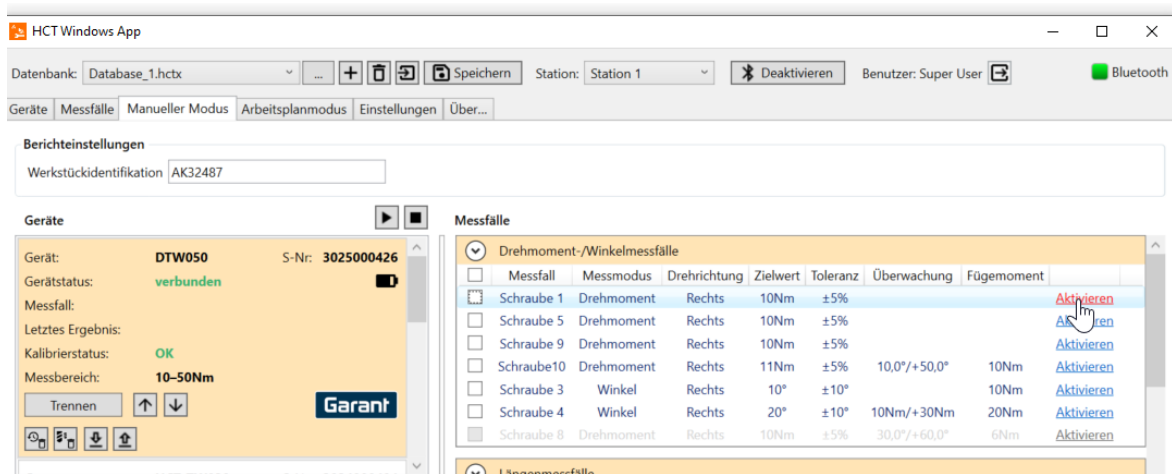 HCT Windows App
Datenbank: Database_1.hctx ... Speichern Station: Station 1 Deaktivieren Benutzer: Super User Bluetooth
Geräte Messfälle Manueller Modus Arbeitsplanmodus Einstellungen Über...
Berichteinstellungen
Werkstückidentifikation AK32487
Geräte
Gerät: DTW050 S-Nr: 3025000426
Gerätstatus: verbunden
Messfall:
Letztes Ergebnis:
Kalibrierstatus: OK
Messbereich: 10–50Nm
Trennen Garant
Messfälle
Drehmoment-/Winkelmessfälle
Messfall Messmodus Drehrichtung Zielwert Toleranz Überwachung Fügemoment
Schraube 1 Drehmoment Rechts 10Nm ±5% Aktivieren
Schraube 5 Drehmoment Rechts 10Nm ±5%
Schraube 9 Drehmoment Rechts 10Nm ±5% Aktivieren
Schraube10 Drehmoment Rechts 11Nm ±5% 10,0°/+50,0° 10Nm Aktivieren
Schraube 3 Winkel Rechts 10° ±10° 10Nm Aktivieren
Schraube 4 Winkel Rechts 20° ±10° 10Nm/+30Nm 20Nm Aktivieren
Schraube 8 Drehmoment Rechts 10Nm ±5% 30,0°/+60,0° 6Nm Aktivieren
Längenmessfälle